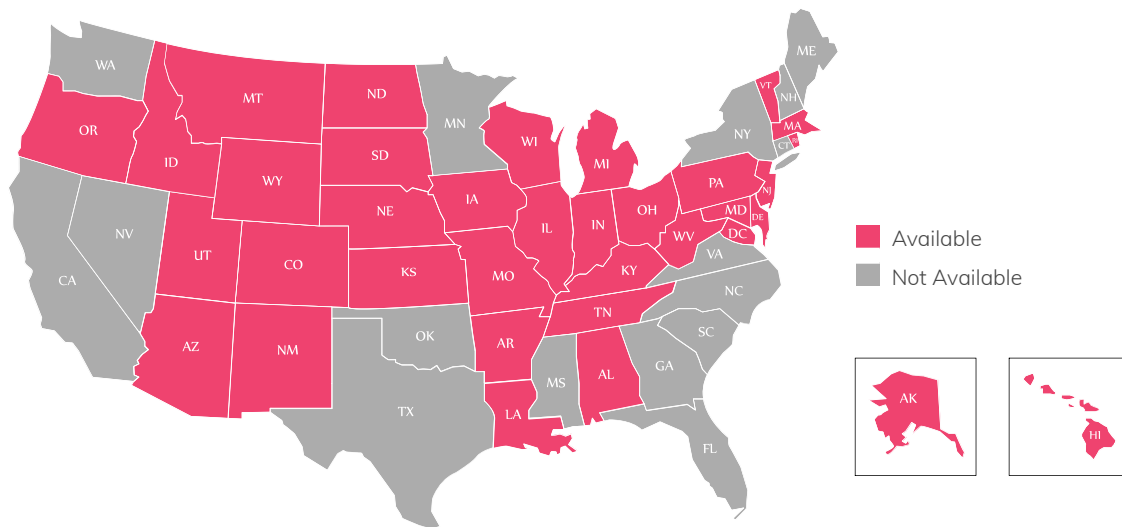 WA
ME
MT
ND
VT
NH
MN
OR
WI
MA
NY
CT
RI
ID
SD
MI
WY
PA
NJ
IA
NE
OH
MD
DE
IL
IN
NV
WV
DC
UT
CO
Available
VA
KS
KY
MO
CA
Not Available
NC
TN
OK
SC
AZ
NM
AR
GA
MS
AL
AK
TX
LA
HI
FL